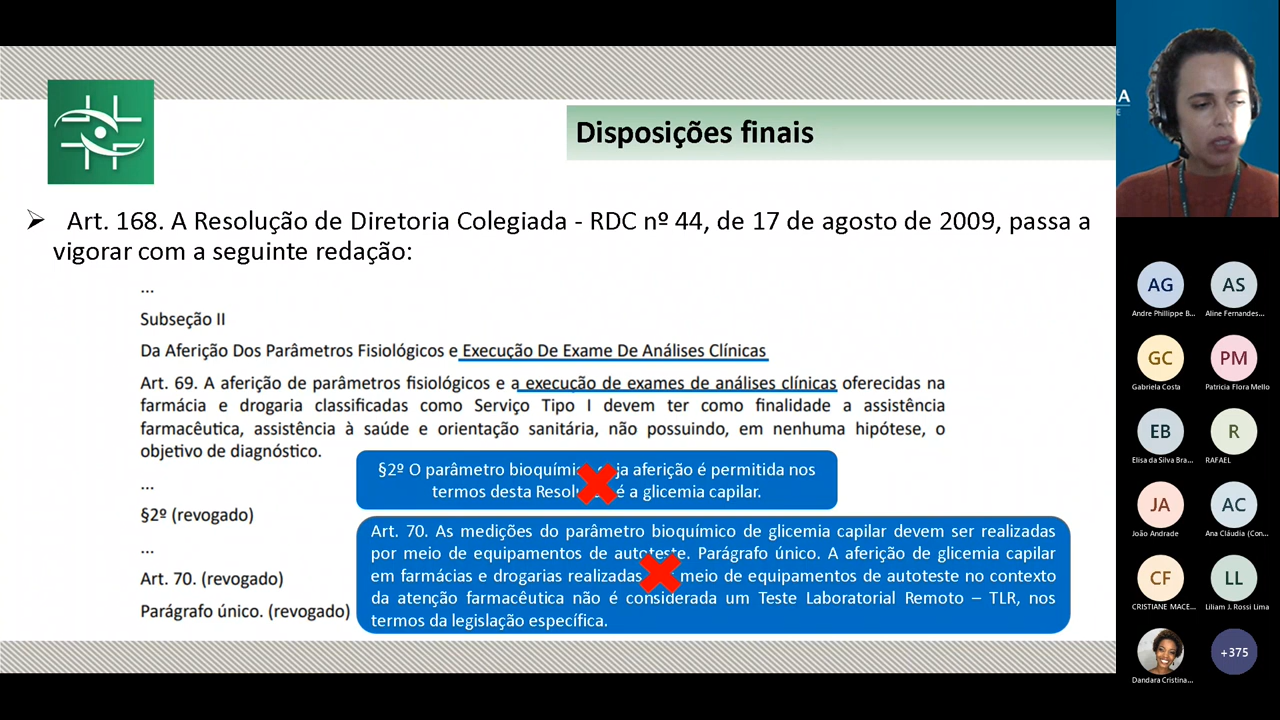 Disposições finais
Art. 168. A Resolução de Diretoria Colegiada - RDC nº 44, de 17 de agosto de 2009, passa a
vigorar com a seguinte redação:
...
Subseção II
Da Aferição Dos Parâmetros Fisiológicos e Execução De Exame De Análises Clínicas
Art. 69. A aferição de parâmetros fisiológicos e a execução de exames de análises clínicas oferecidas na
farmácia e drogaria classificadas como Serviço Tipo I devem ter como finalidade a assistência
farmacêutica, assistência à saúde e orientação sanitária, não possuindo, em nenhuma hipótese, o
objetivo de diagnóstico.
...
§2º (revogado)
...
Art. 70. (revogado)
Parágrafo único. (revogado)
§2º O parâmetro aferição é permitida nos
termos desta é a glicemia capilar.
Art. 70. As medições do parâmetro bioquímico de glicemia capilar devem ser realizadas
por meio de equipamentos de autoteste. Parágrafo único. A aferição de glicemia capilar
em farmácias e drogarias realizadas meio de equipamentos de autoteste no contexto
da atenção farmacêutica não é considerada um Teste Laboratorial Remoto – TLR, nos
termos da legislação específica.
A
E
AG
Andre Phillippe B...
AS
Aline Fernandes...
GC
Gabriela Costa
PM
Patricia Flora Mello
EB
Elisa da Silva Bra...
R
RAFAEL
JA
João Andrade
AC
Ana Cláudia (Con...
CF
CRISTIANE MACE...
LL
Liliam J. Rossi Lima
Dandara Cristina...
+375